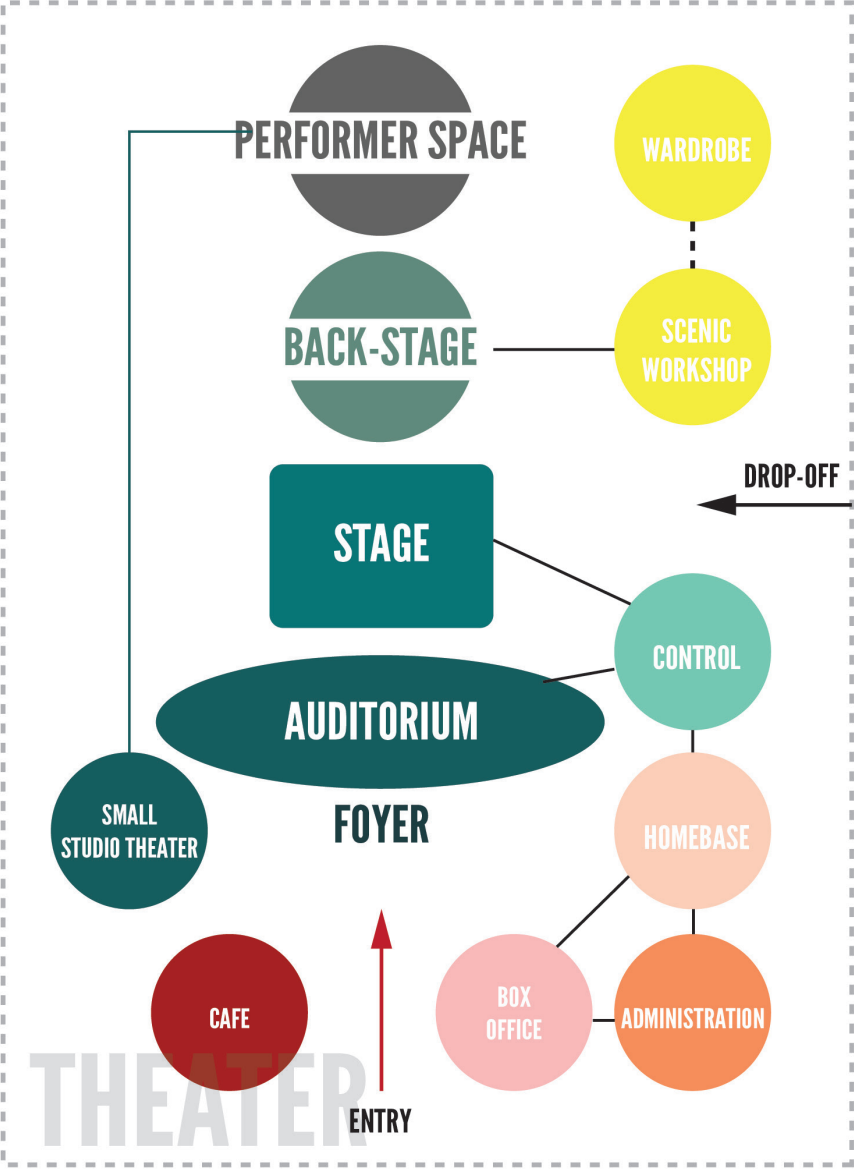 PERFORMER SPACE
WARDROBE
BACK-STAGE
SCENIC
WORKSHOP
DROP-OFF
STAGE
CONTROL
AUDITORIUM
FOYER
SMALL
STUDIO THEATER
HOMEBASE
CAFE
BOX
OFFICE
ADMINISTRATION
THEATER
ENTRY